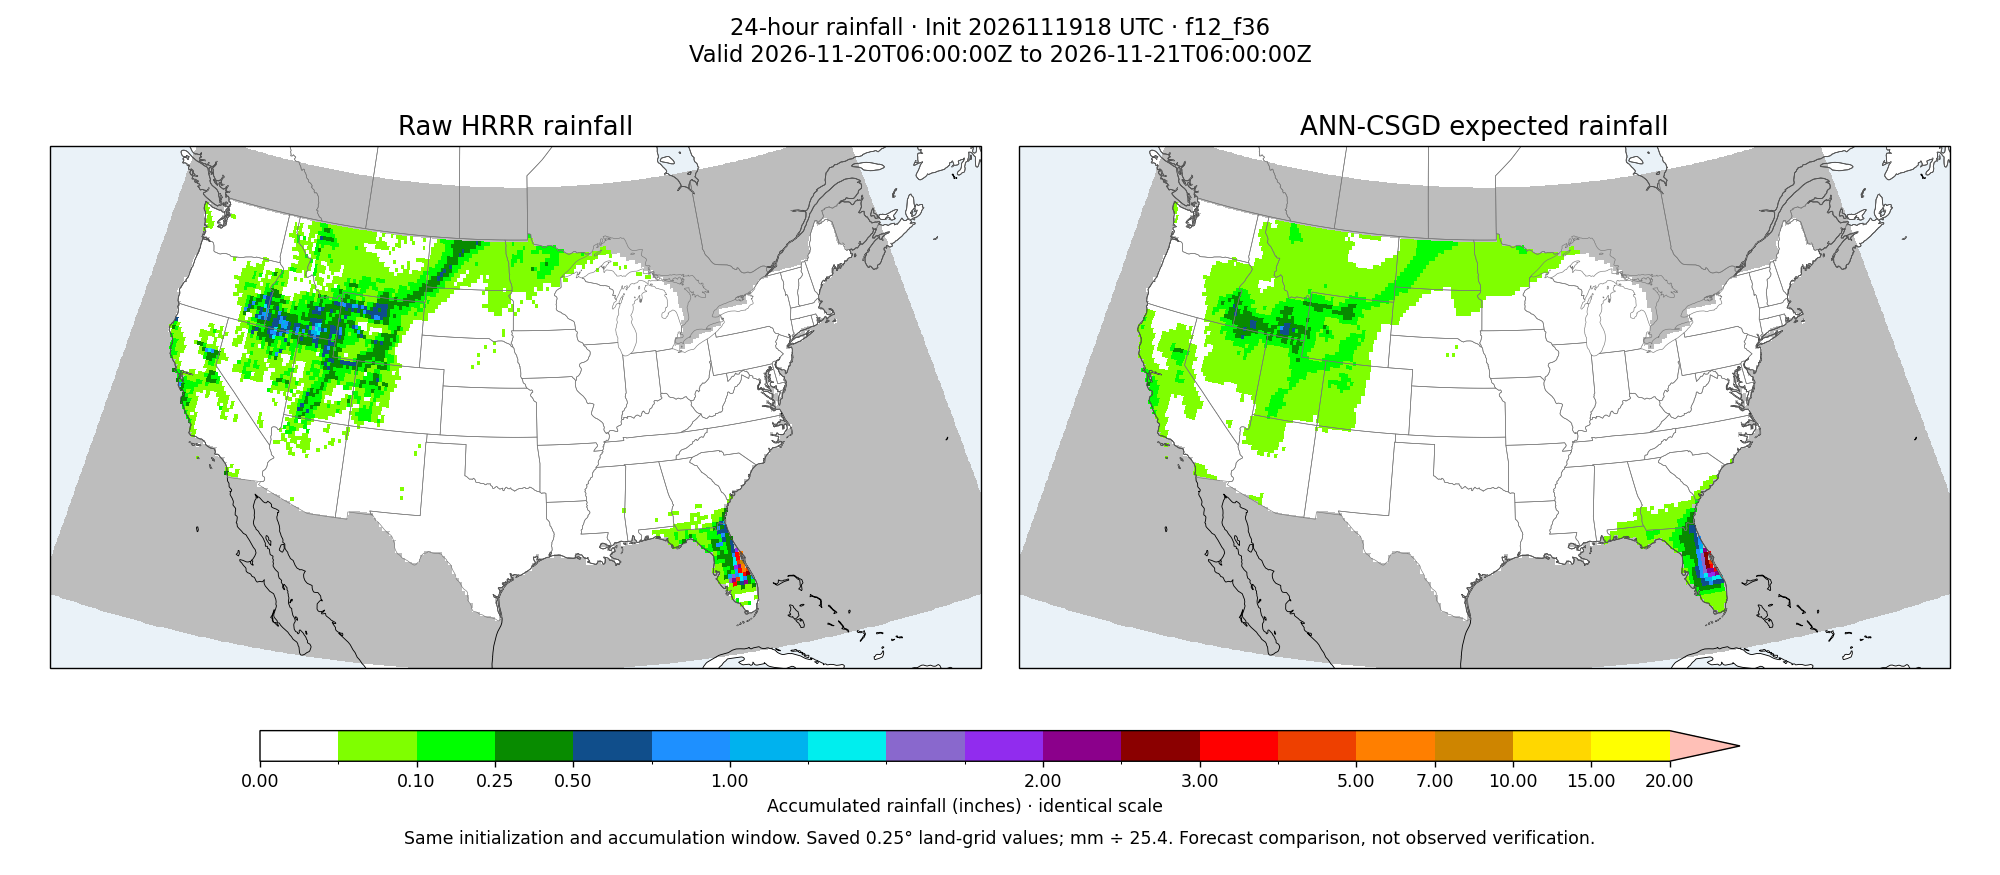 24-hour rainfall · Init 2026111918 UTC · f12_f36
Valid 2026-11-20T06:00:00Z to 2026-11-21T06:00:00Z
Raw HRRR rainfall
ANN-CSGD expected rainfall
0.00 0.10 0.25 0.50 1.00 2.00 3.00 5.00 7.00 10.00 15.00 20.00
Accumulated rainfall (inches) · identical scale
Same initialization and accumulation window. Saved 0.25° land-grid values; mm ÷ 25.4. Forecast comparison, not observed verification.